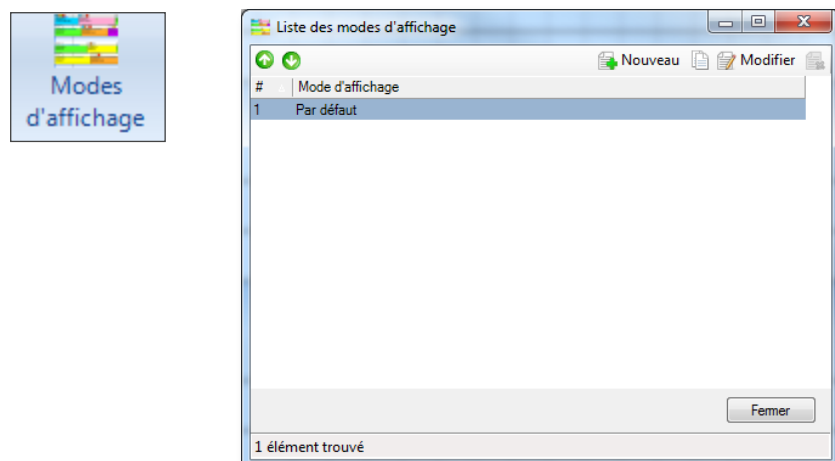 Modes
d'affichage
Liste des modes d'affichage
Nouveau Modifier
# Mode d'affichage
1 Par défaut
Fermer
1 élément trouvé